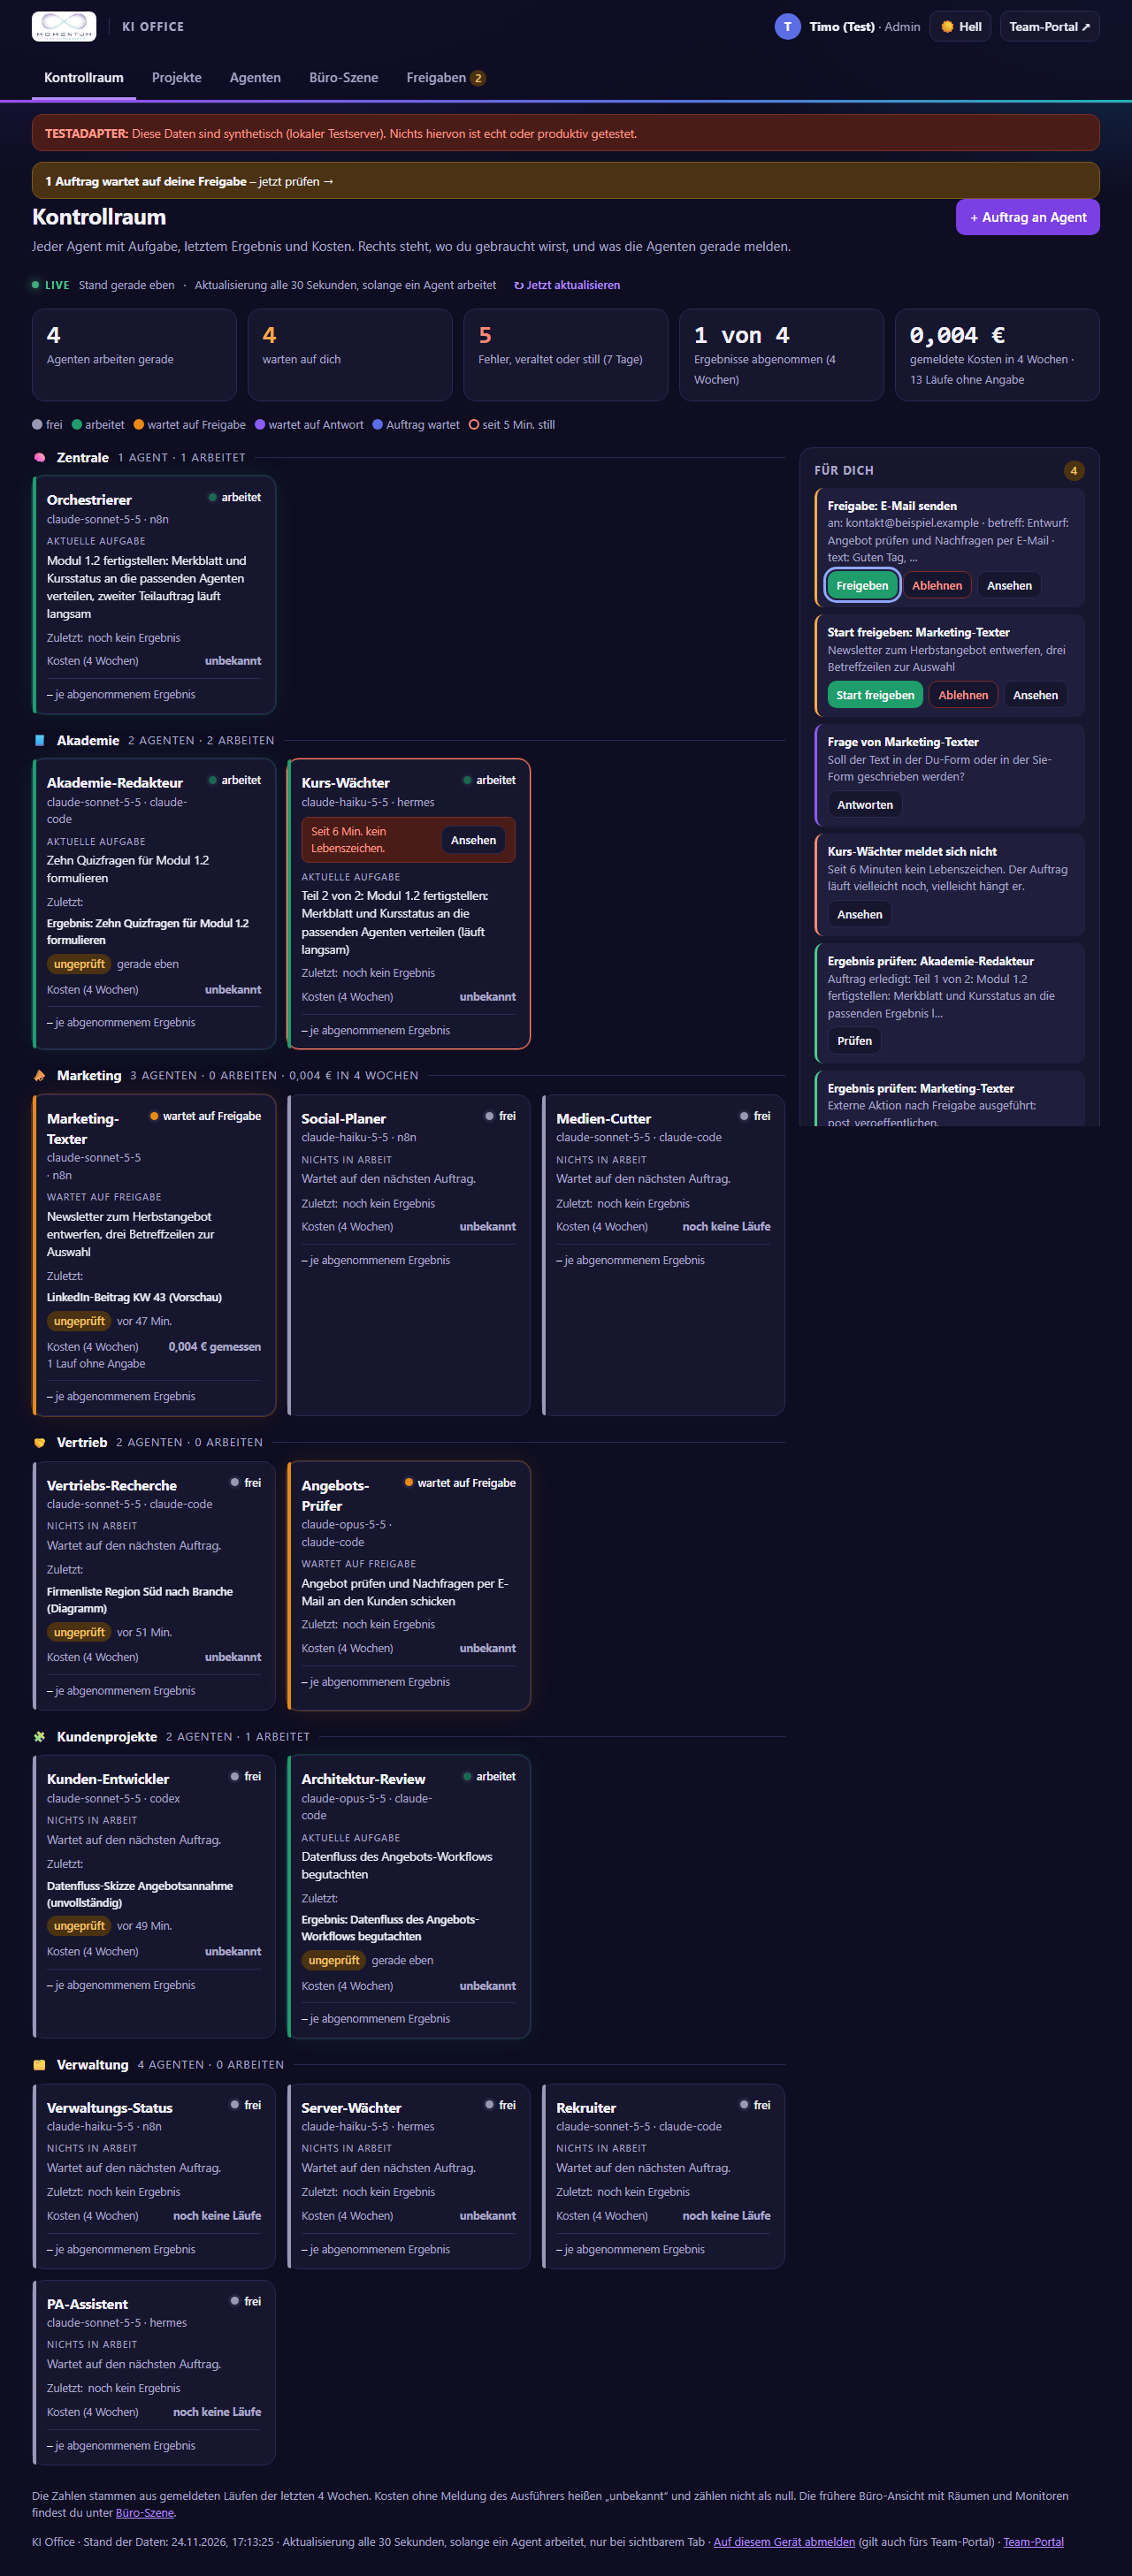 MOMENTUM
KI OFFICE
T Timo (Test) · Admin
Hell
Team-Portal ↗
Kontrollraum
Projekte
Agenten
Büro-Szene
Freigaben 2
TESTADAPTER: Diese Daten sind synthetisch (lokaler Testserver). Nichts hiervon ist echt oder produktiv getestet.
1 Auftrag wartet auf deine Freigabe – jetzt prüfen →
Kontrollraum
+ Auftrag an Agent
Jeder Agent mit Aufgabe, letztem Ergebnis und Kosten. Rechts steht, wo du gebraucht wirst, und was die Agenten gerade melden.
LIVE Stand gerade eben · Aktualisierung alle 30 Sekunden, solange ein Agent arbeitet ↻ Jetzt aktualisieren
4
Agenten arbeiten gerade
4
warten auf dich
5
Fehler, veraltet oder still (7 Tage)
1 von 4
Ergebnisse abgenommen (4
Wochen)
0,004 €
gemeldete Kosten in 4 Wochen ·
13 Läufe ohne Angabe
frei arbeitet wartet auf Freigabe wartet auf Antwort Auftrag wartet seit 5 Min. still
Zentrale 1 AGENT · 1 ARBEITET
Orchestrierer
arbeitet
claude-sonnet-5-5 · n8n
AKTUELLE AUFGABE
Modul 1.2 fertigstellen: Merkblatt und
Kursstatus an die passenden Agenten
verteilen, zweiter Teilauftrag läuft
langsam
Zuletzt: noch kein Ergebnis
Kosten (4 Wochen) unbekannt
– je abgenommenem Ergebnis
Akademie 2 AGENTEN · 2 ARBEITEN
Akademie-Redakteur
arbeitet
claude-sonnet-5-5 · claude-
code
AKTUELLE AUFGABE
Zehn Quizfragen für Modul 1.2
formulieren
Zuletzt:
Ergebnis: Zehn Quizfragen für Modul 1.2
formulieren
ungeprüft gerade eben
Kosten (4 Wochen) unbekannt
– je abgenommenem Ergebnis
Kurs-Wächter
arbeitet
claude-haiku-5-5 · hermes
Seit 6 Min. kein
Lebenszeichen.
Ansehen
AKTUELLE AUFGABE
Teil 2 von 2: Modul 1.2 fertigstellen:
Merkblatt und Kursstatus an die
passenden Agenten verteilen (läuft
langsam)
Zuletzt: noch kein Ergebnis
Kosten (4 Wochen) unbekannt
– je abgenommenem Ergebnis
Marketing 3 AGENTEN · 0 ARBEITEN · 0,004 € IN 4 WOCHEN
Marketing-
Texter
wartet auf Freigabe
claude-sonnet-5-5
· n8n
WARTET AUF FREIGABE
Newsletter zum Herbstangebot
entwerfen, drei Betreffzeilen zur
Auswahl
Zuletzt:
LinkedIn-Beitrag KW 43 (Vorschau)
ungeprüft vor 47 Min.
Kosten (4 Wochen) 0,004 € gemessen
1 Lauf ohne Angabe
– je abgenommenem Ergebnis
Social-Planer
frei
claude-haiku-5-5 · n8n
NICHTS IN ARBEIT
Wartet auf den nächsten Auftrag.
Zuletzt: noch kein Ergebnis
Kosten (4 Wochen) unbekannt
– je abgenommenem Ergebnis
Medien-Cutter
frei
claude-sonnet-5-5 · claude-code
NICHTS IN ARBEIT
Wartet auf den nächsten Auftrag.
Zuletzt: noch kein Ergebnis
Kosten (4 Wochen) noch keine Läufe
– je abgenommenem Ergebnis
Vertrieb 2 AGENTEN · 0 ARBEITEN
Vertriebs-Recherche
frei
claude-sonnet-5-5 · claude-code
NICHTS IN ARBEIT
Wartet auf den nächsten Auftrag.
Zuletzt:
Firmenliste Region Süd nach Branche
(Diagramm)
ungeprüft vor 51 Min.
Kosten (4 Wochen) unbekannt
– je abgenommenem Ergebnis
Angebots-
Prüfer
wartet auf Freigabe
claude-opus-5-5 ·
claude-code
WARTET AUF FREIGABE
Angebot prüfen und Nachfragen per E-
Mail an den Kunden schicken
Zuletzt: noch kein Ergebnis
Kosten (4 Wochen) unbekannt
– je abgenommenem Ergebnis
Kundenprojekte 2 AGENTEN · 1 ARBEITET
Kunden-Entwickler
frei
claude-sonnet-5-5 · codex
NICHTS IN ARBEIT
Wartet auf den nächsten Auftrag.
Zuletzt:
Datenfluss-Skizze Angebotsannahme
(unvollständig)
ungeprüft vor 49 Min.
Kosten (4 Wochen) unbekannt
– je abgenommenem Ergebnis
Architektur-Review
arbeitet
claude-opus-5-5 · claude-
code
AKTUELLE AUFGABE
Datenfluss des Angebots-Workflows
begutachten
Zuletzt:
Ergebnis: Datenfluss des Angebots-
Workflows begutachten
ungeprüft gerade eben
Kosten (4 Wochen) unbekannt
– je abgenommenem Ergebnis
Verwaltung 4 AGENTEN · 0 ARBEITEN
Verwaltungs-Status
frei
claude-haiku-5-5 · n8n
NICHTS IN ARBEIT
Wartet auf den nächsten Auftrag.
Zuletzt: noch kein Ergebnis
Kosten (4 Wochen) noch keine Läufe
– je abgenommenem Ergebnis
Server-Wächter
frei
claude-haiku-5-5 · hermes
NICHTS IN ARBEIT
Wartet auf den nächsten Auftrag.
Zuletzt: noch kein Ergebnis
Kosten (4 Wochen) unbekannt
– je abgenommenem Ergebnis
Rekruiter
frei
claude-sonnet-5-5 · claude-code
NICHTS IN ARBEIT
Wartet auf den nächsten Auftrag.
Zuletzt: noch kein Ergebnis
Kosten (4 Wochen) noch keine Läufe
– je abgenommenem Ergebnis
PA-Assistent
frei
claude-sonnet-5-5 · hermes
NICHTS IN ARBEIT
Wartet auf den nächsten Auftrag.
Zuletzt: noch kein Ergebnis
Kosten (4 Wochen) noch keine Läufe
– je abgenommenem Ergebnis
FÜR DICH 4
Freigabe: E-Mail senden
an: kontakt@beispiel.example · betreff: Entwurf:
Angebot prüfen und Nachfragen per E-Mail ·
text: Guten Tag, ...
Freigeben Ablehnen Ansehen
Start freigeben: Marketing-Texter
Newsletter zum Herbstangebot entwerfen, drei
Betreffzeilen zur Auswahl
Start freigeben Ablehnen Ansehen
Frage von Marketing-Texter
Soll der Text in der Du-Form oder in der Sie-
Form geschrieben werden?
Antworten
Kurs-Wächter meldet sich nicht
Seit 6 Minuten kein Lebenszeichen. Der Auftrag
läuft vielleicht noch, vielleicht hängt er.
Ansehen
Ergebnis prüfen: Akademie-Redakteur
Auftrag erledigt: Teil 1 von 2: Modul 1.2
fertigstellen: Merkblatt und Kursstatus an die
passenden Ergebnis l...
Prüfen
Ergebnis prüfen: Marketing-Texter
Externe Aktion nach Freigabe ausgeführt:
post_veroeffentlichen.
Die Zahlen stammen aus gemeldeten Läufen der letzten 4 Wochen. Kosten ohne Meldung des Ausführers heißen „unbekannt“ und zählen nicht als null. Die frühere Büro-Ansicht mit Räumen und Monitoren
findest du unter Büro-Szene.
KI Office · Stand der Daten: 24.11.2026, 17:13:25 · Aktualisierung alle 30 Sekunden, solange ein Agent arbeitet, nur bei sichtbarem Tab · Auf diesem Gerät abmelden (gilt auch fürs Team-Portal) · Team-Portal